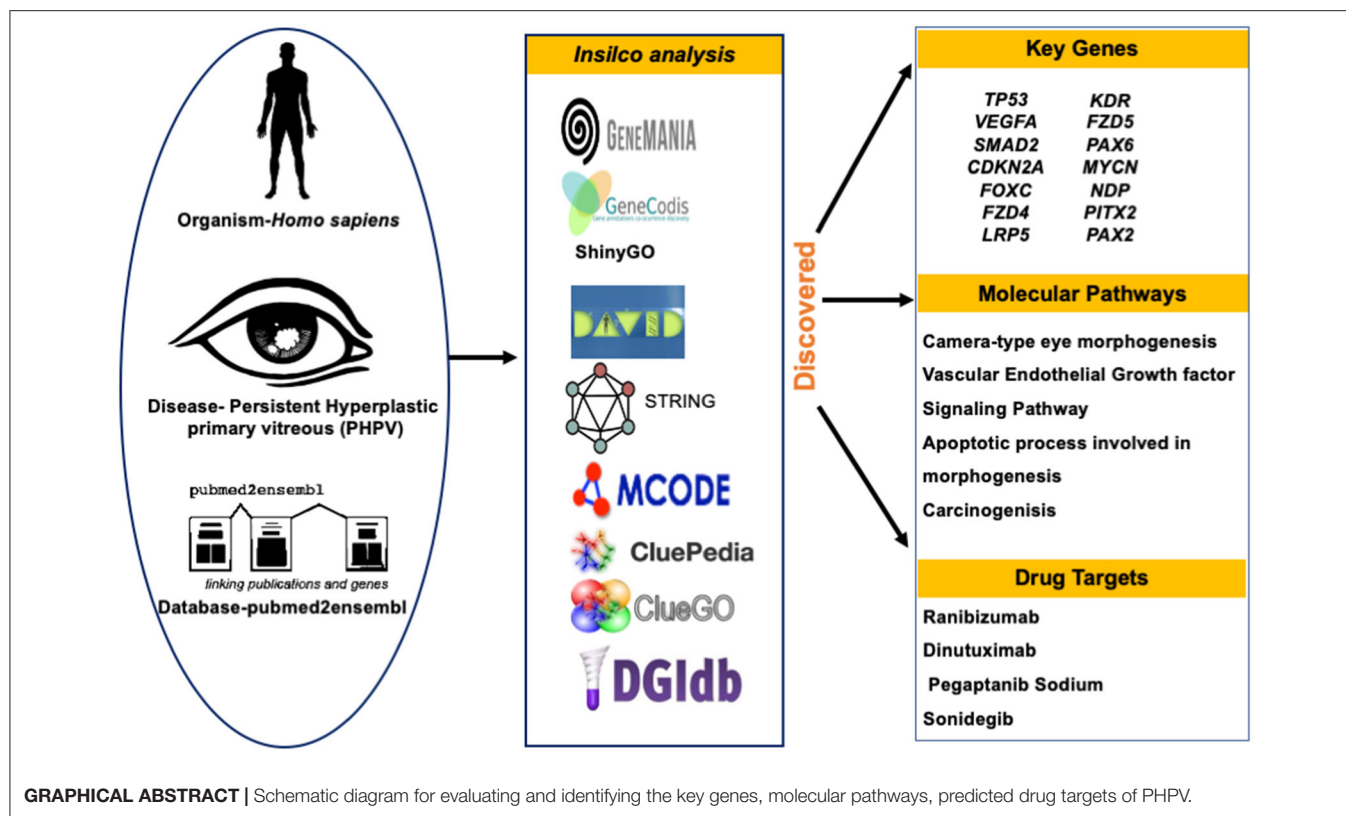 Organism-Homo sapiens
Disease- Persistent Hyperplastic
primary vitreous (PHPV)
pubmed2ensembl
linking publications and genes
Database-pubmed2ensembl
Insilco analysis
GENEMANIA
GeneCodis
Gene annotations co-ocurrence discovery
ShinyGO
DAVID
STRING
MCODE
CluePedia
ClueGO
DGIdb
Discovered
Key Genes
TP53 KDR
VEGFA FZD5
SMAD2 PAX6
CDKN2A MYCN
FOXC NDP
FZD4 PITX2
LRP5 PAX2
Molecular Pathways
Camera-type eye morphogenesis
Vascular Endothelial Growth factor
Signaling Pathway
Apoptotic process involved in
morphogenesis
Carcinogenisis
Drug Targets
Ranibizumab
Dinutuximab
Pegaptanib Sodium
Sonidegib
GRAPHICAL ABSTRACT | Schematic diagram for evaluating and identifying the key genes, molecular pathways, predicted drug targets of PHPV.